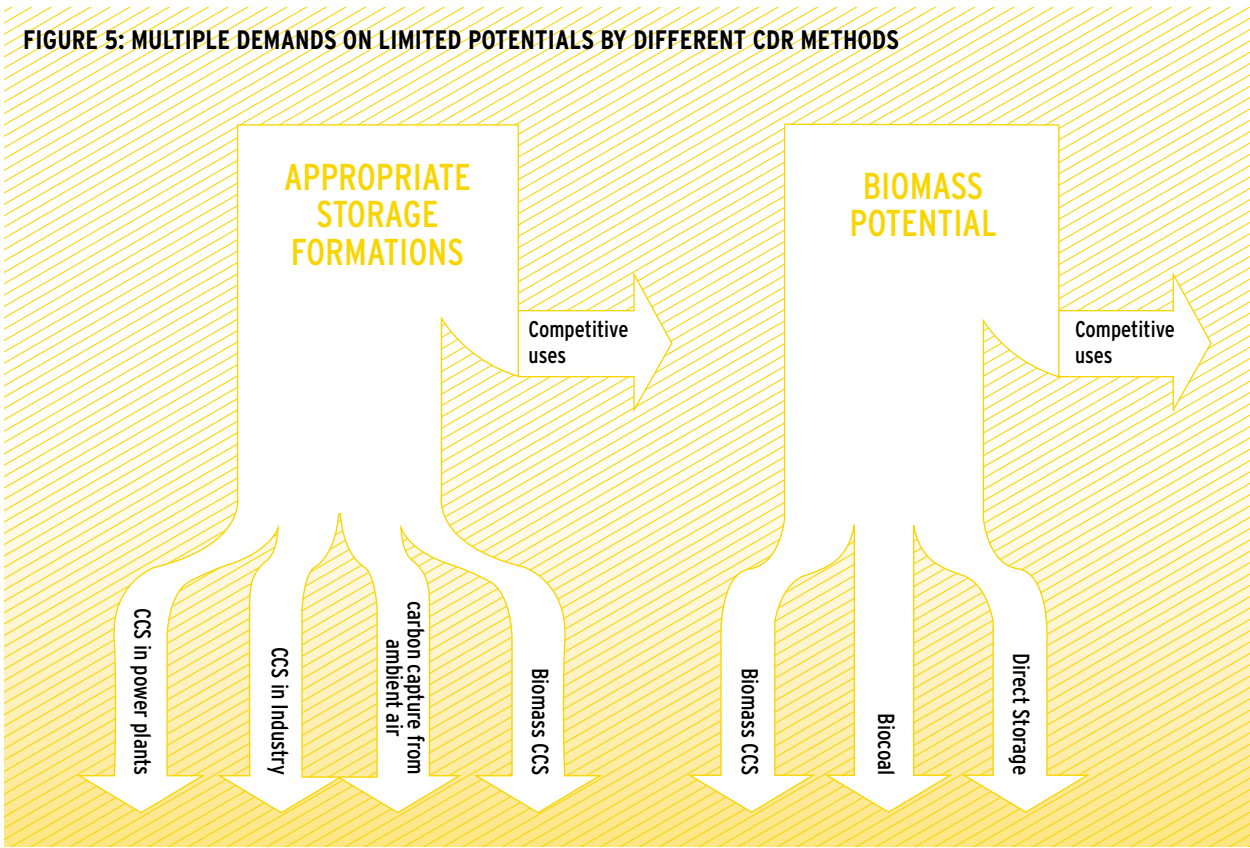 FIGURE 5: MULTIPLE DEMANDS ON LIMITED POTENTIALS BY DIFFERENT CDR METHODS
APPROPRIATE
STORAGE
FORMATIONS
Competitive
uses
CCS in power plants
CCS in Industry
carbon capture from
ambient air
Biomass CCS
BIOMASS
POTENTIAL
Competitive
uses
Biomass CCS
Biocoal
Direct Storage